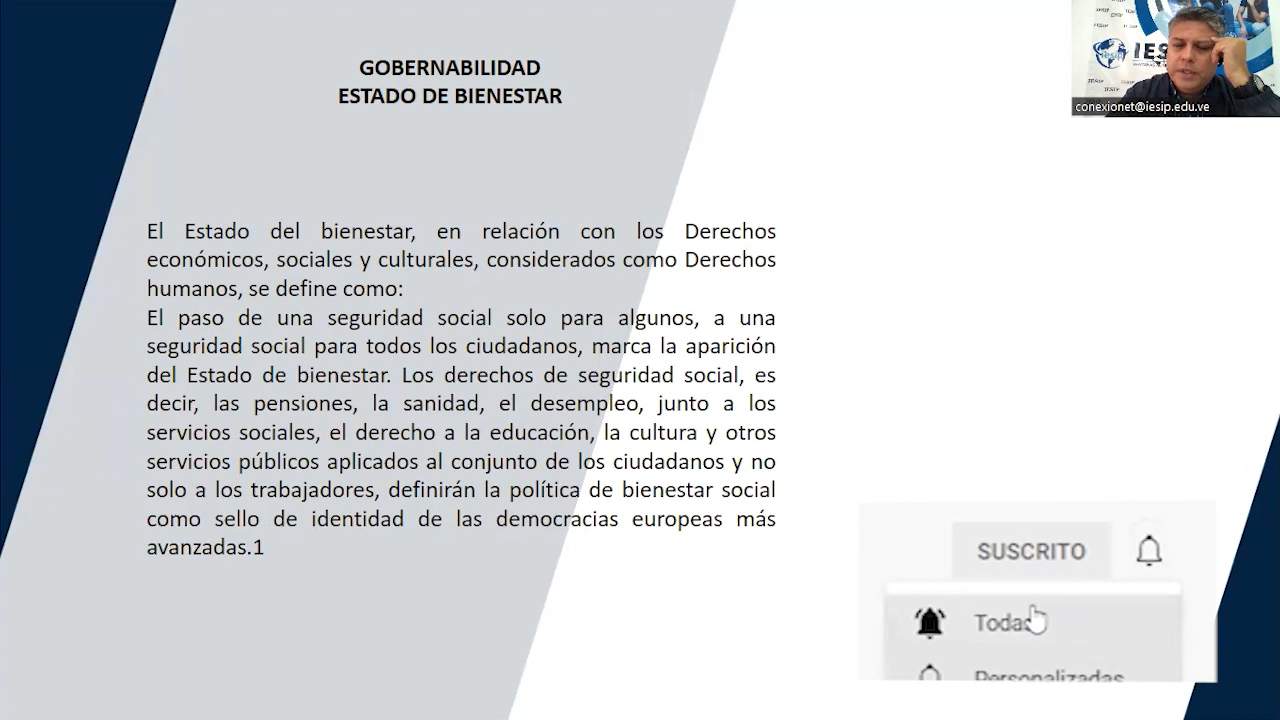 GOBERNABILIDAD
ESTADO DE BIENESTAR
IESIP
conexionet@iesip.edu.ve
El Estado del bienestar, en relación con los Derechos
económicos, sociales y culturales, considerados como Derechos
humanos, se define como:
El paso de una seguridad social solo para algunos, a una
seguridad social para todos los ciudadanos, marca la aparición
del Estado de bienestar. Los derechos de seguridad social, es
decir, las pensiones, la sanidad, el desempleo, junto a los
servicios sociales, el derecho a la educación, la cultura y otros
servicios públicos aplicados al conjunto de los ciudadanos y no
solo a los trabajadores, definirán la política de bienestar social
como sello de identidad de las democracias europeas más
avanzadas.1
SUSCRITO
Todas
Personalizadas